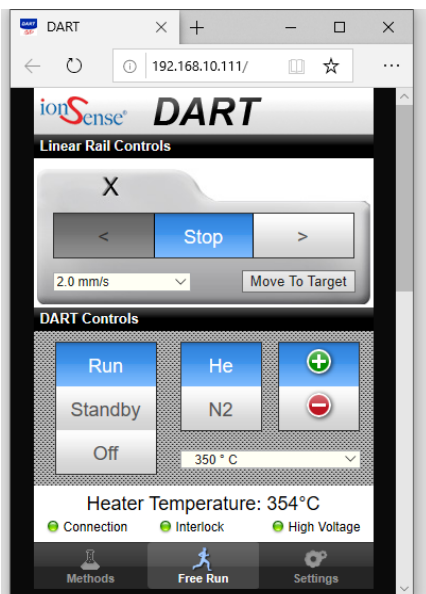 DART
192.168.10.111/
ionSense® DART
Linear Rail Controls
X
< Stop >
2.0 mm/s Move To Target
DART Controls
Run He
Standby N2
Off 350 ° C
Heater Temperature: 354°C
Connection Interlock High Voltage
Methods Free Run Settings